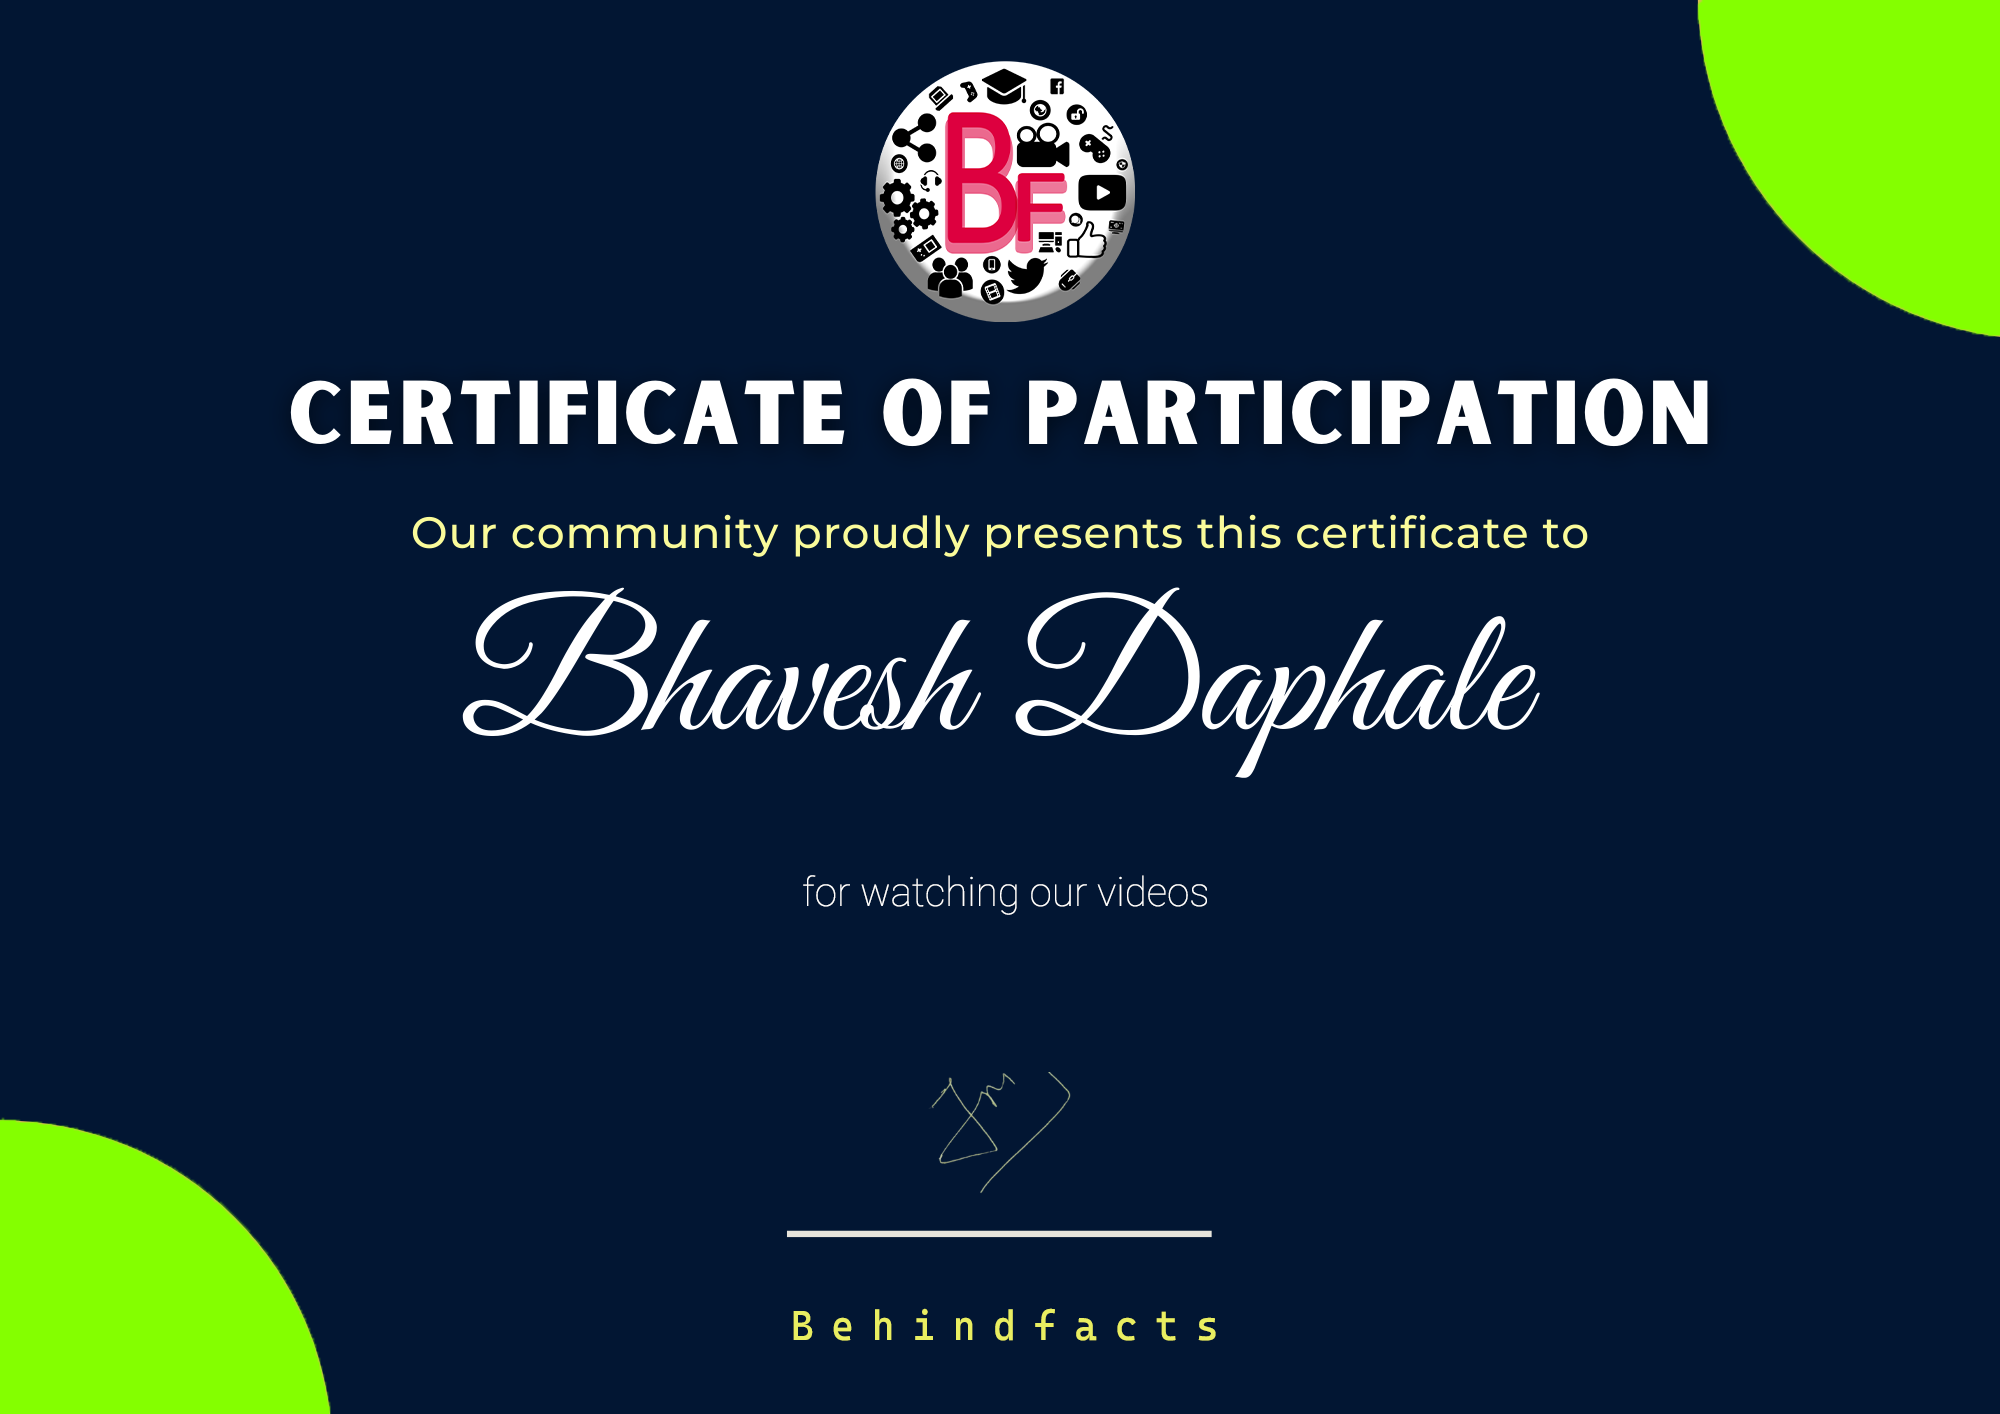 BF
CERTIFICATE OF PARTICIPATION
Our community proudly presents this certificate to
Bhavesh Daphale
for watching our videos
Behindfacts